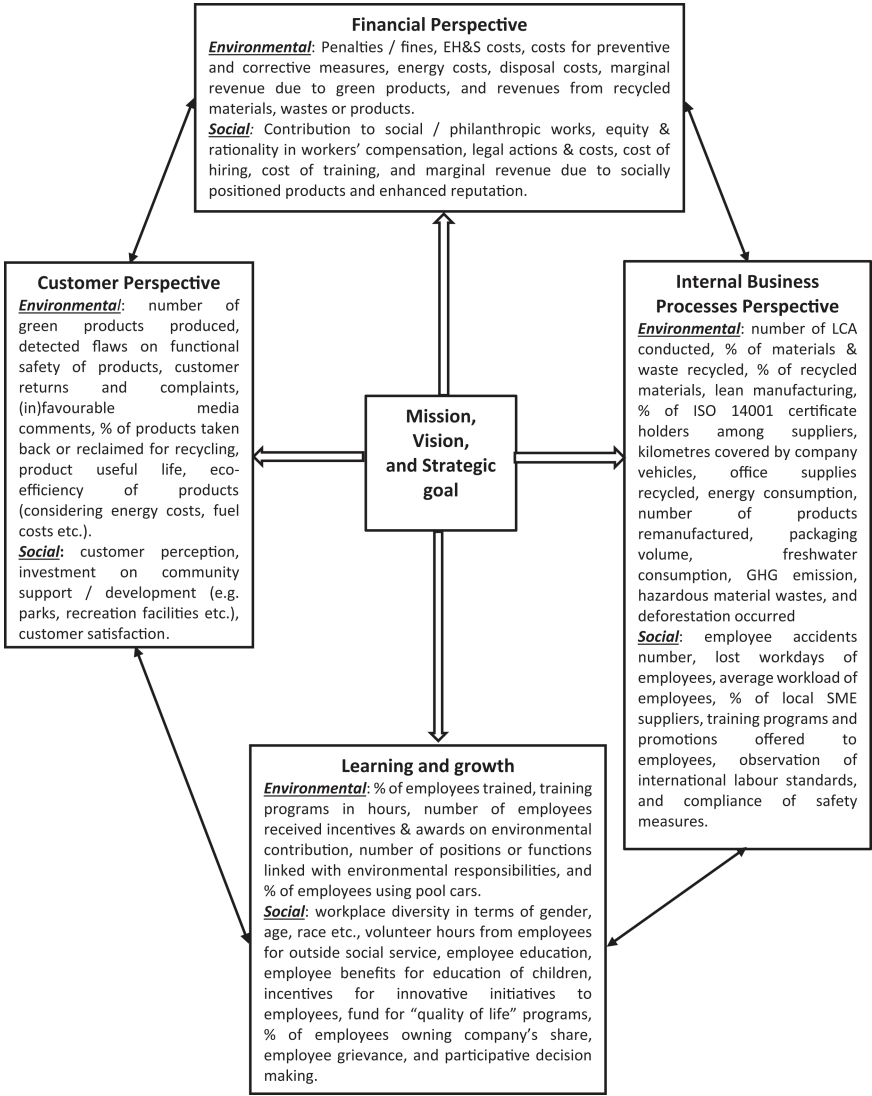 Financial Perspective
Environmental: Penalties / fines, EH&S costs, costs for preventive
and corrective measures, energy costs, disposal costs, marginal
revenue due to green products, and revenues from recycled
materials, wastes or products.
Social: Contribution to social / philanthropic works, equity &
rationality in workers' compensation, legal actions & costs, cost of
hiring, cost of training, and marginal revenue due to socially
positioned products and enhanced reputation.
Customer Perspective
Environmental: number of
green products produced,
detected flaws on functional
safety of products, customer
returns and complaints,
(in)favourable media
comments, % of products taken
back or reclaimed for recycling,
product useful life, eco-
efficiency of products
(considering energy costs, fuel
costs etc.).
Social: customer perception,
investment on community
support / development (e.g.
parks, recreation facilities etc.),
customer satisfaction.
Mission,
Vision,
and Strategic
goal
Internal Business
Processes Perspective
Environmental: number of LCA
conducted, % of materials &
waste recycled, % of recycled
materials, lean manufacturing,
% of ISO 14001 certificate
holders among suppliers,
kilometres covered by company
vehicles, office supplies
recycled, energy consumption,
number of products
remanufactured, packaging
volume, freshwater
consumption, GHG emission,
hazardous material wastes, and
deforestation occurred
Social: employee accidents
number, lost workdays of
employees, average workload of
employees, % of local SME
suppliers, training programs and
promotions offered to
employees, observation of
international labour standards,
and compliance of safety
measures.
Learning and growth
Environmental: % of employees trained, training
programs in hours, number of employees
received incentives & awards on environmental
contribution, number of positions or functions
linked with environmental responsibilities, and
% of employees using pool cars.
Social: workplace diversity in terms of gender,
age, race etc., volunteer hours from employees
for outside social service, employee education,
employee benefits for education of children,
incentives for innovative initiatives to
employees, fund for "quality of life" programs,
% of employees owning company's share,
employee grievance, and participative decision
making.